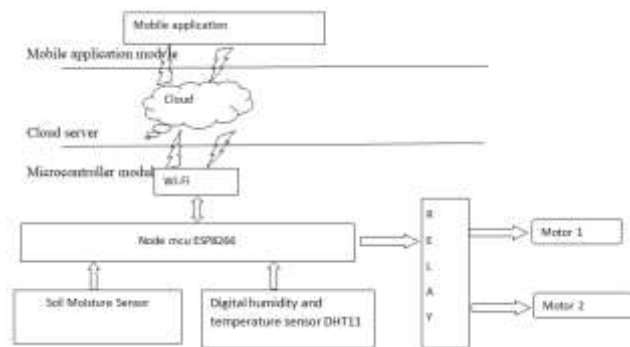 Mobile application
Mobile application module
Cloud
Cloud server
Microcontroller modul
Wi-Fi
Node mcu ESP8266
R
E
L
A
Y
Motor 1
Motor 2
Soil Moisture Sensor
Digital humidity and
temperature sensor DHT11